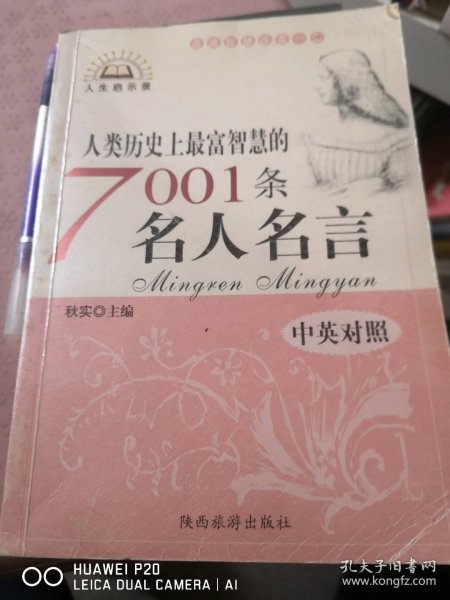 人生启示录
人类历史上最富智慧的
7001条
名人名言
Mingren Mingyan
秋实◎主编
中英对照
陕西旅游出版社
HUAWEI P20
LEICA DUAL CAMERA | AI
孔夫子旧书网
www.kongfz.com